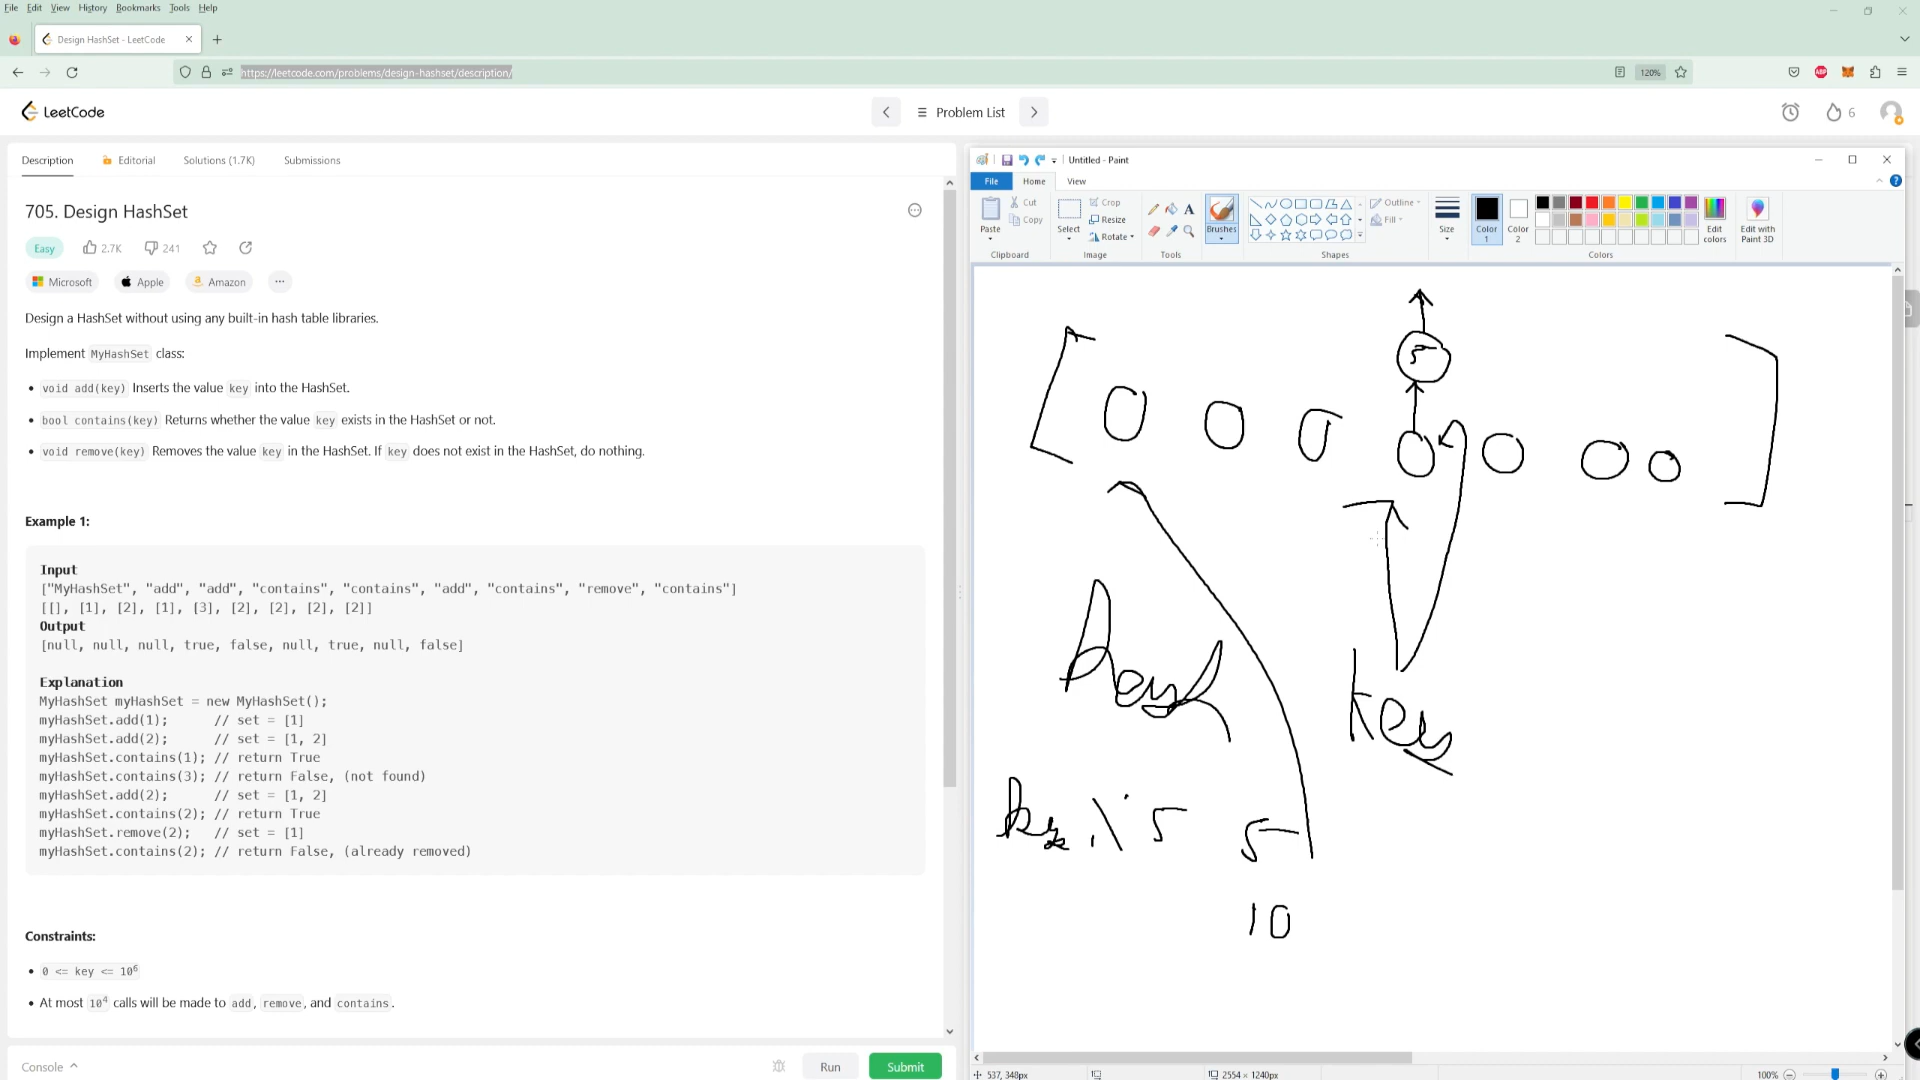 File Edit View History Bookmarks Tools Help
Design HashSet - LeetCode
https://leetcode.com/problems/design-hashset/description/
120%
ABP
LeetCode
Problem List
6
Description
Editorial
Solutions (1.7K)
Submissions
705. Design HashSet
Easy
2.7K
241
Microsoft
Apple
Amazon
Design a HashSet without using any built-in hash table libraries.
Implement MyHashSet class:
• void add(key) Inserts the value key into the HashSet.
• bool contains(key) Returns whether the value key exists in the HashSet or not.
• void remove(key) Removes the value key in the HashSet. If key does not exist in the HashSet, do nothing.
Example 1:
Input
["MyHashSet", "add", "add", "contains", "contains", "add", "contains", "remove", "contains"]
[[], [1], [2], [1], [3], [2], [2], [2], [2]]
Output
[null, null, null, true, false, null, true, null, false]
Explanation
MyHashSet myHashSet = new MyHashSet();
myHashSet.add(1);      // set = [1]
myHashSet.add(2);      // set = [1, 2]
myHashSet.contains(1); // return True
myHashSet.contains(3); // return False, (not found)
myHashSet.add(2);      // set = [1, 2]
myHashSet.contains(2); // return True
myHashSet.remove(2);   // set = [1]
myHashSet.contains(2); // return False, (already removed)
Constraints:
• 0 <= key <= 10⁶
• At most 10⁴ calls will be made to add, remove, and contains.
Console
Run
Submit
Untitled - Paint
File
Home
View
Paste
Cut
Copy
Clipboard
Select
Crop
Resize
Rotate
Image
A
Tools
Brushes
Outline
Fill
Shapes
Size
Color 1
Color 2
Edit colors
Edit with Paint 3D
Colors
5
key
key % 5
5
10
537, 348px
2554 × 1240px
100%